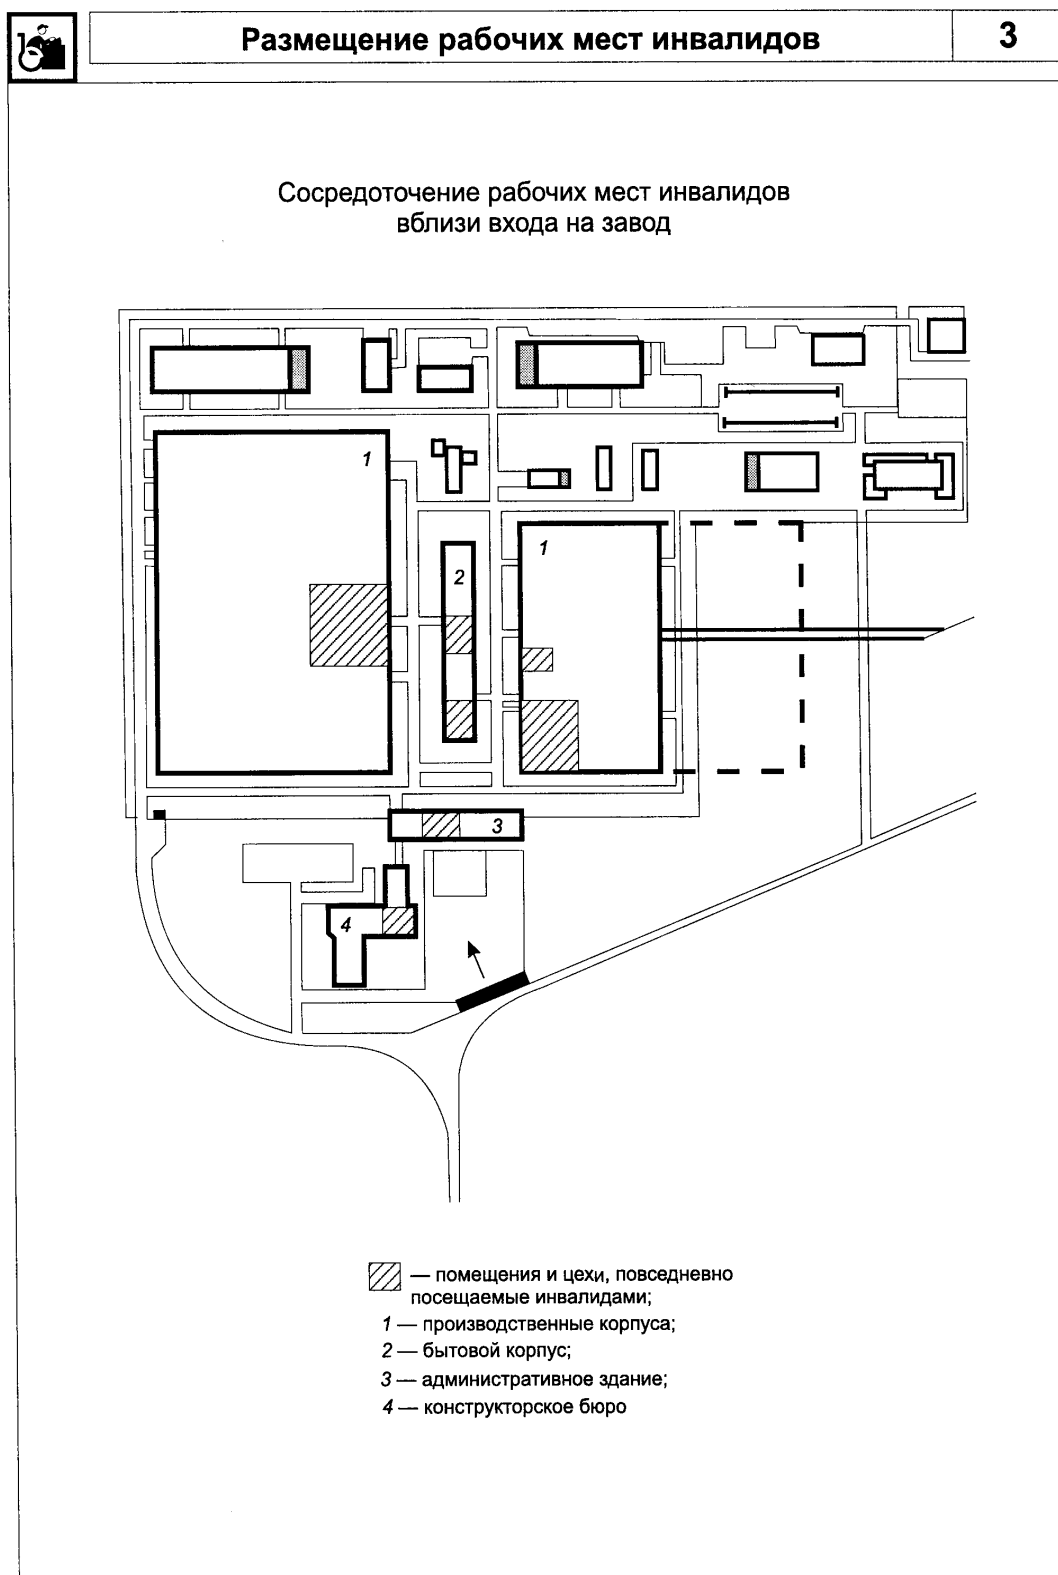 Размещение рабочих мест инвалидов
3
Сосредоточение рабочих мест инвалидов
вблизи входа на завод
1
1
2
3
4
— помещения и цехи, повседневно
посещаемые инвалидами;
1 — производственные корпуса;
2 — бытовой корпус;
3 — административное здание;
4 — конструкторское бюро